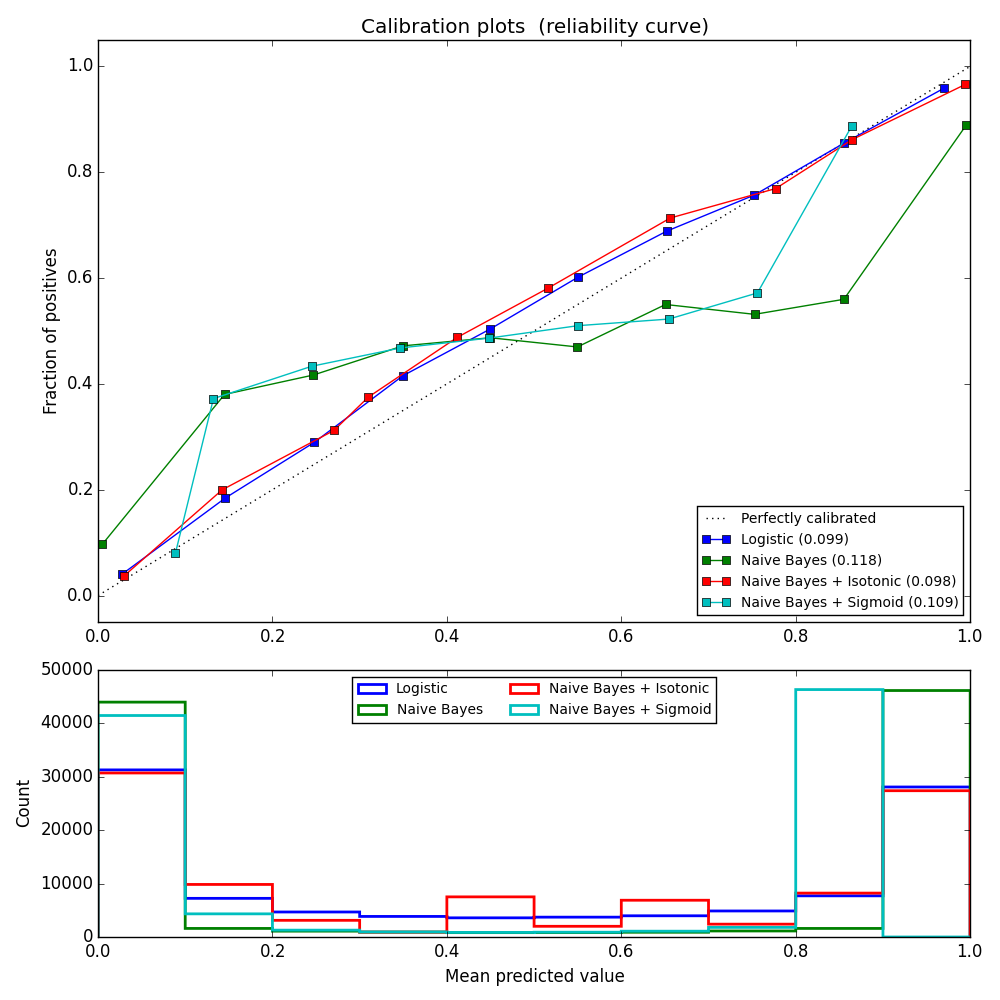 Calibration plots (reliability curve)
1.0
0.8
0.6
0.4
0.2
0.0
Fraction of positives
Perfectly calibrated
Logistic (0.099)
Naive Bayes (0.118)
Naive Bayes + Isotonic (0.098)
Naive Bayes + Sigmoid (0.109)
0.0 0.2 0.4 0.6 0.8 1.0
50000
40000
30000
20000
10000
0
Count
Logistic Naive Bayes + Isotonic
Naive Bayes Naive Bayes + Sigmoid
0.0 0.2 0.4 0.6 0.8 1.0
Mean predicted value